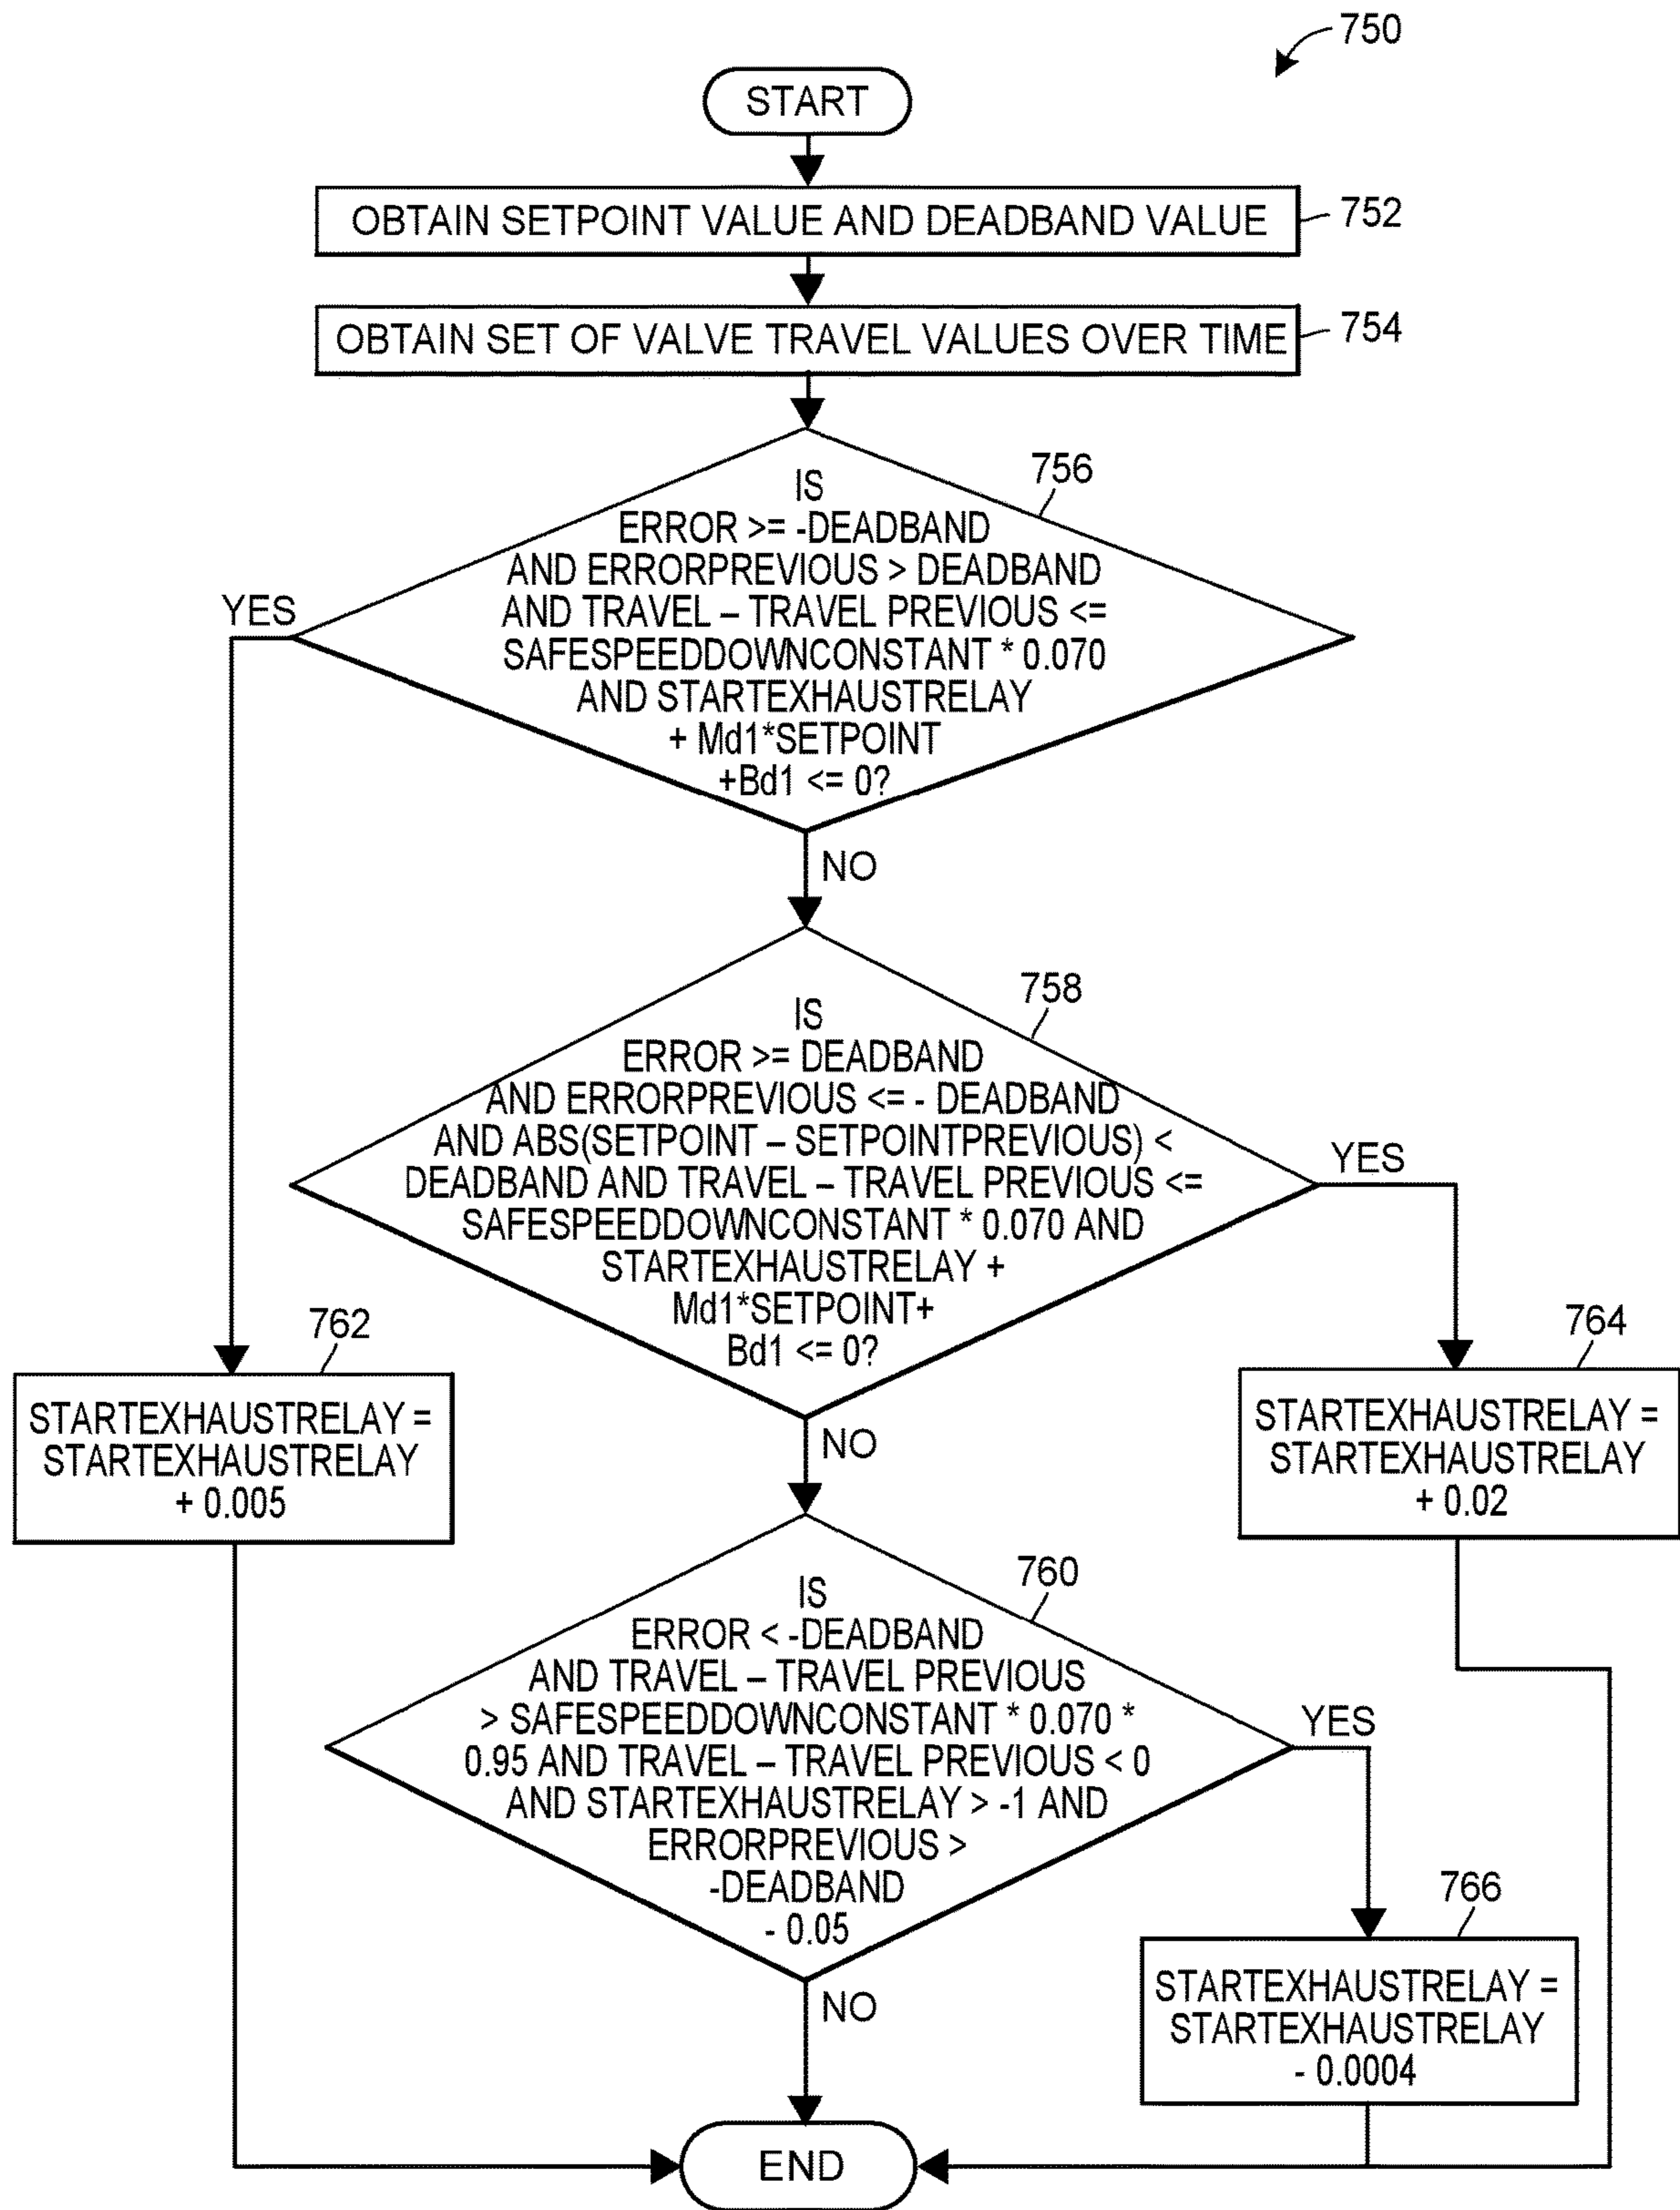 750
START
OBTAIN SETPOINT VALUE AND DEADBAND VALUE
752
OBTAIN SET OF VALVE TRAVEL VALUES OVER TIME
754
756
IS
ERROR >= -DEADBAND
AND ERRORPREVIOUS > DEADBAND
AND TRAVEL – TRAVEL PREVIOUS <=
SAFESPEEDDOWNCONSTANT * 0.070
AND STARTEXHAUSTRELAY
+ Md1*SETPOINT
+Bd1 <= 0?
YES
NO
758
IS
ERROR >= DEADBAND
AND ERRORPREVIOUS <= - DEADBAND
AND ABS(SETPOINT – SETPOINTPREVIOUS) <
DEADBAND AND TRAVEL – TRAVEL PREVIOUS <=
SAFESPEEDDOWNCONSTANT * 0.070 AND
STARTEXHAUSTRELAY +
Md1*SETPOINT+
Bd1 <= 0?
YES
NO
762
STARTEXHAUSTRELAY =
STARTEXHAUSTRELAY
+ 0.005
764
STARTEXHAUSTRELAY =
STARTEXHAUSTRELAY
+ 0.02
760
IS
ERROR < -DEADBAND
AND TRAVEL – TRAVEL PREVIOUS
> SAFESPEEDDOWNCONSTANT * 0.070 *
0.95 AND TRAVEL – TRAVEL PREVIOUS < 0
AND STARTEXHAUSTRELAY > -1 AND
ERRORPREVIOUS >
-DEADBAND
- 0.05
YES
NO
766
STARTEXHAUSTRELAY =
STARTEXHAUSTRELAY
- 0.0004
END